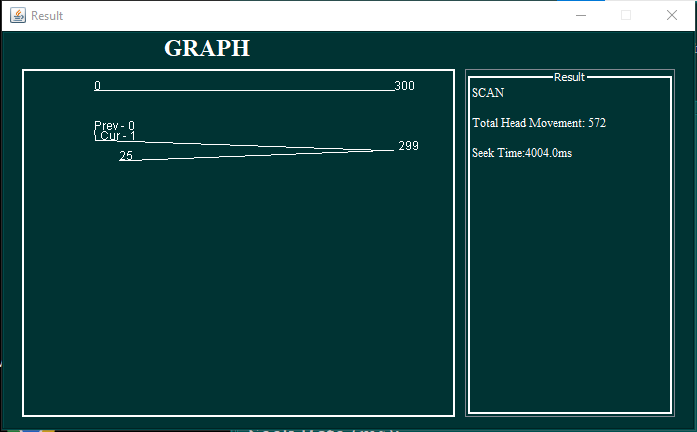 Result
GRAPH
0
300
Prev - 0
Cur - 1
299
25
Result
SCAN
Total Head Movement: 572
Seek Time:4004.0ms